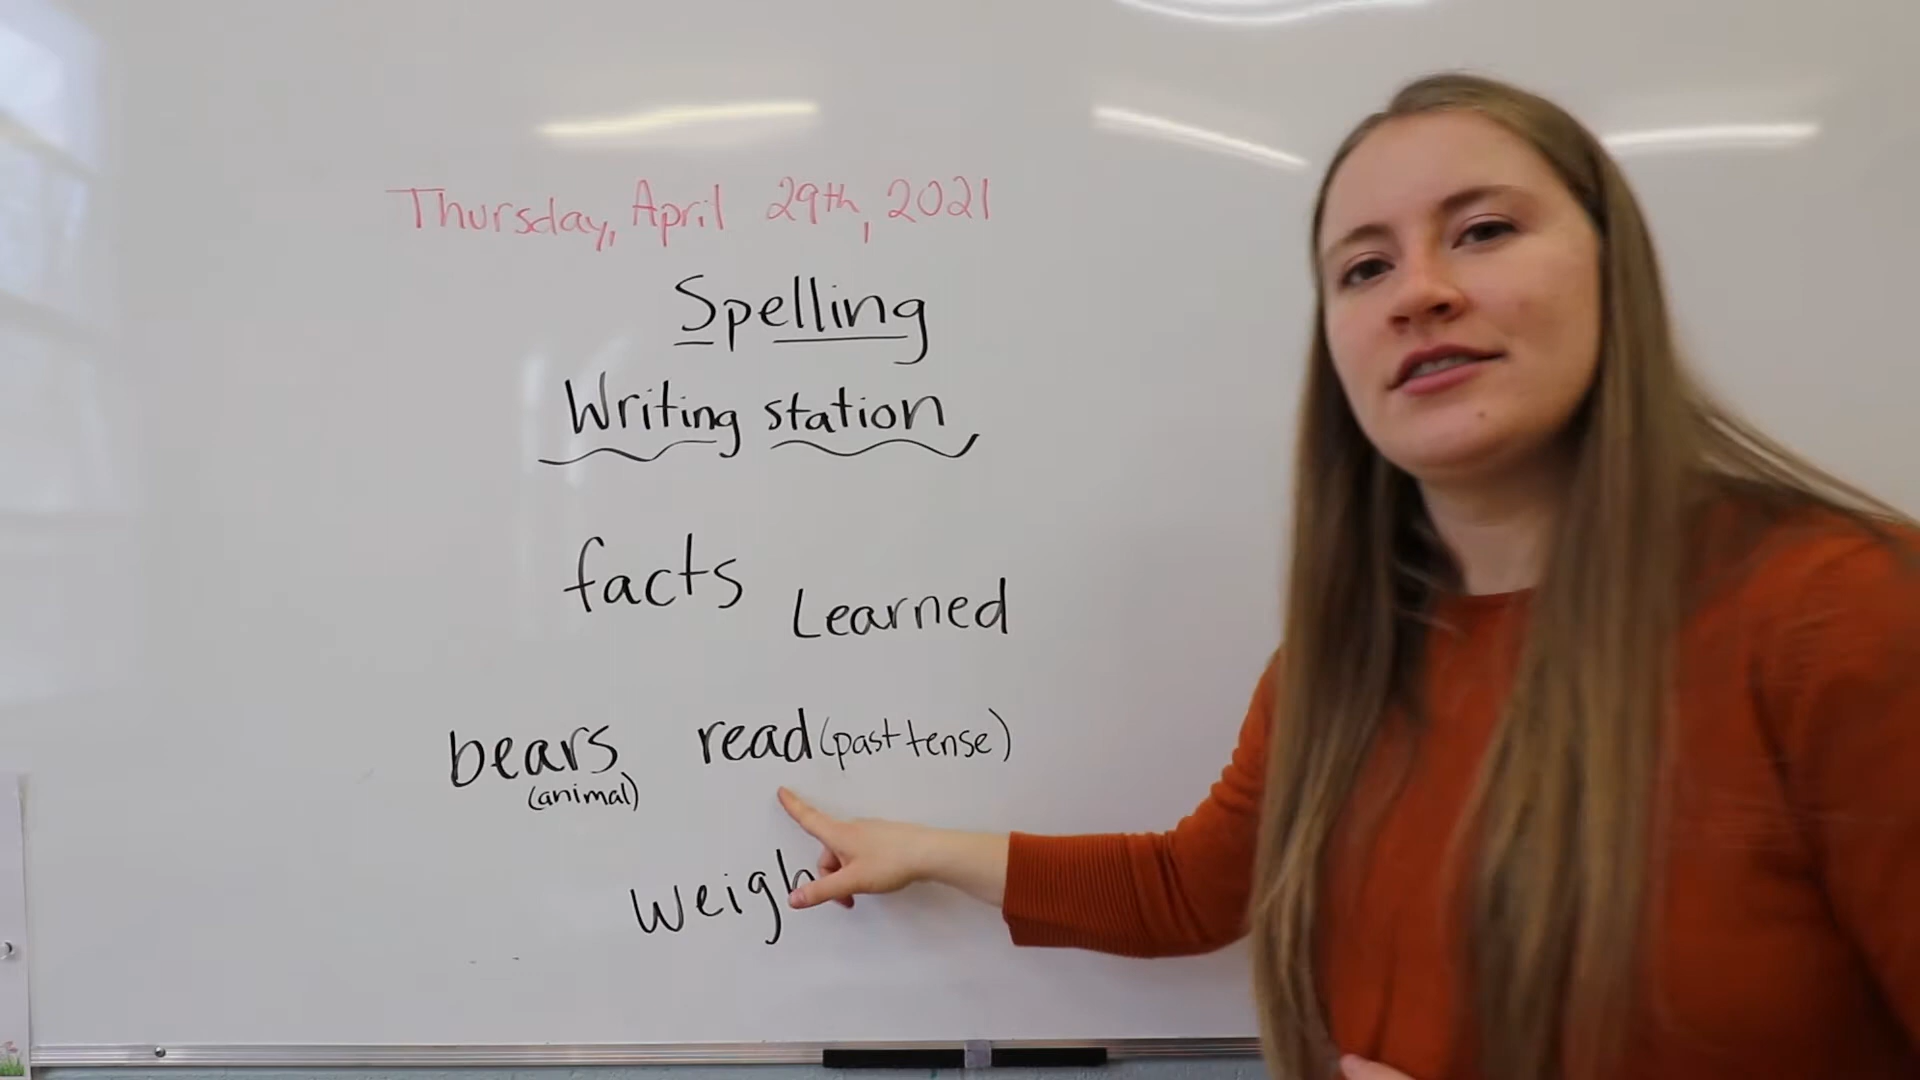 Thursday, April 29th, 2021
Spelling
Writing station
facts Learned
bears read (past tense)
(animal)
weigh